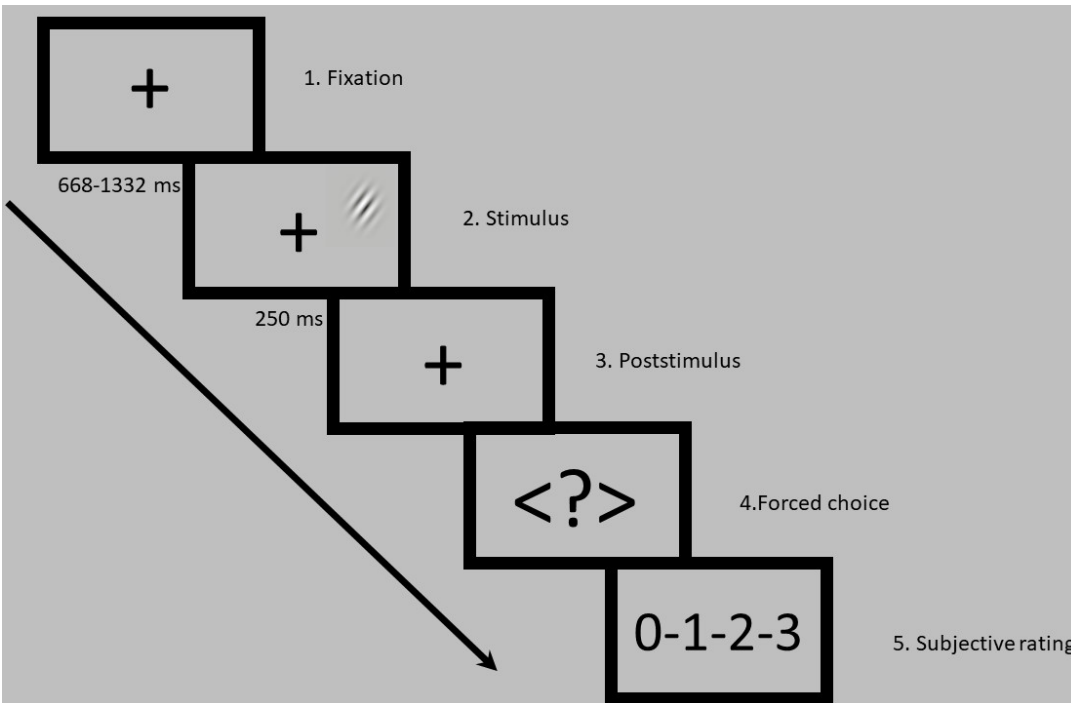 +
1. Fixation
668-1332 ms
+
2. Stimulus
250 ms
+
3. Poststimulus
<?>
4.Forced choice
0-1-2-3
5. Subjective rating